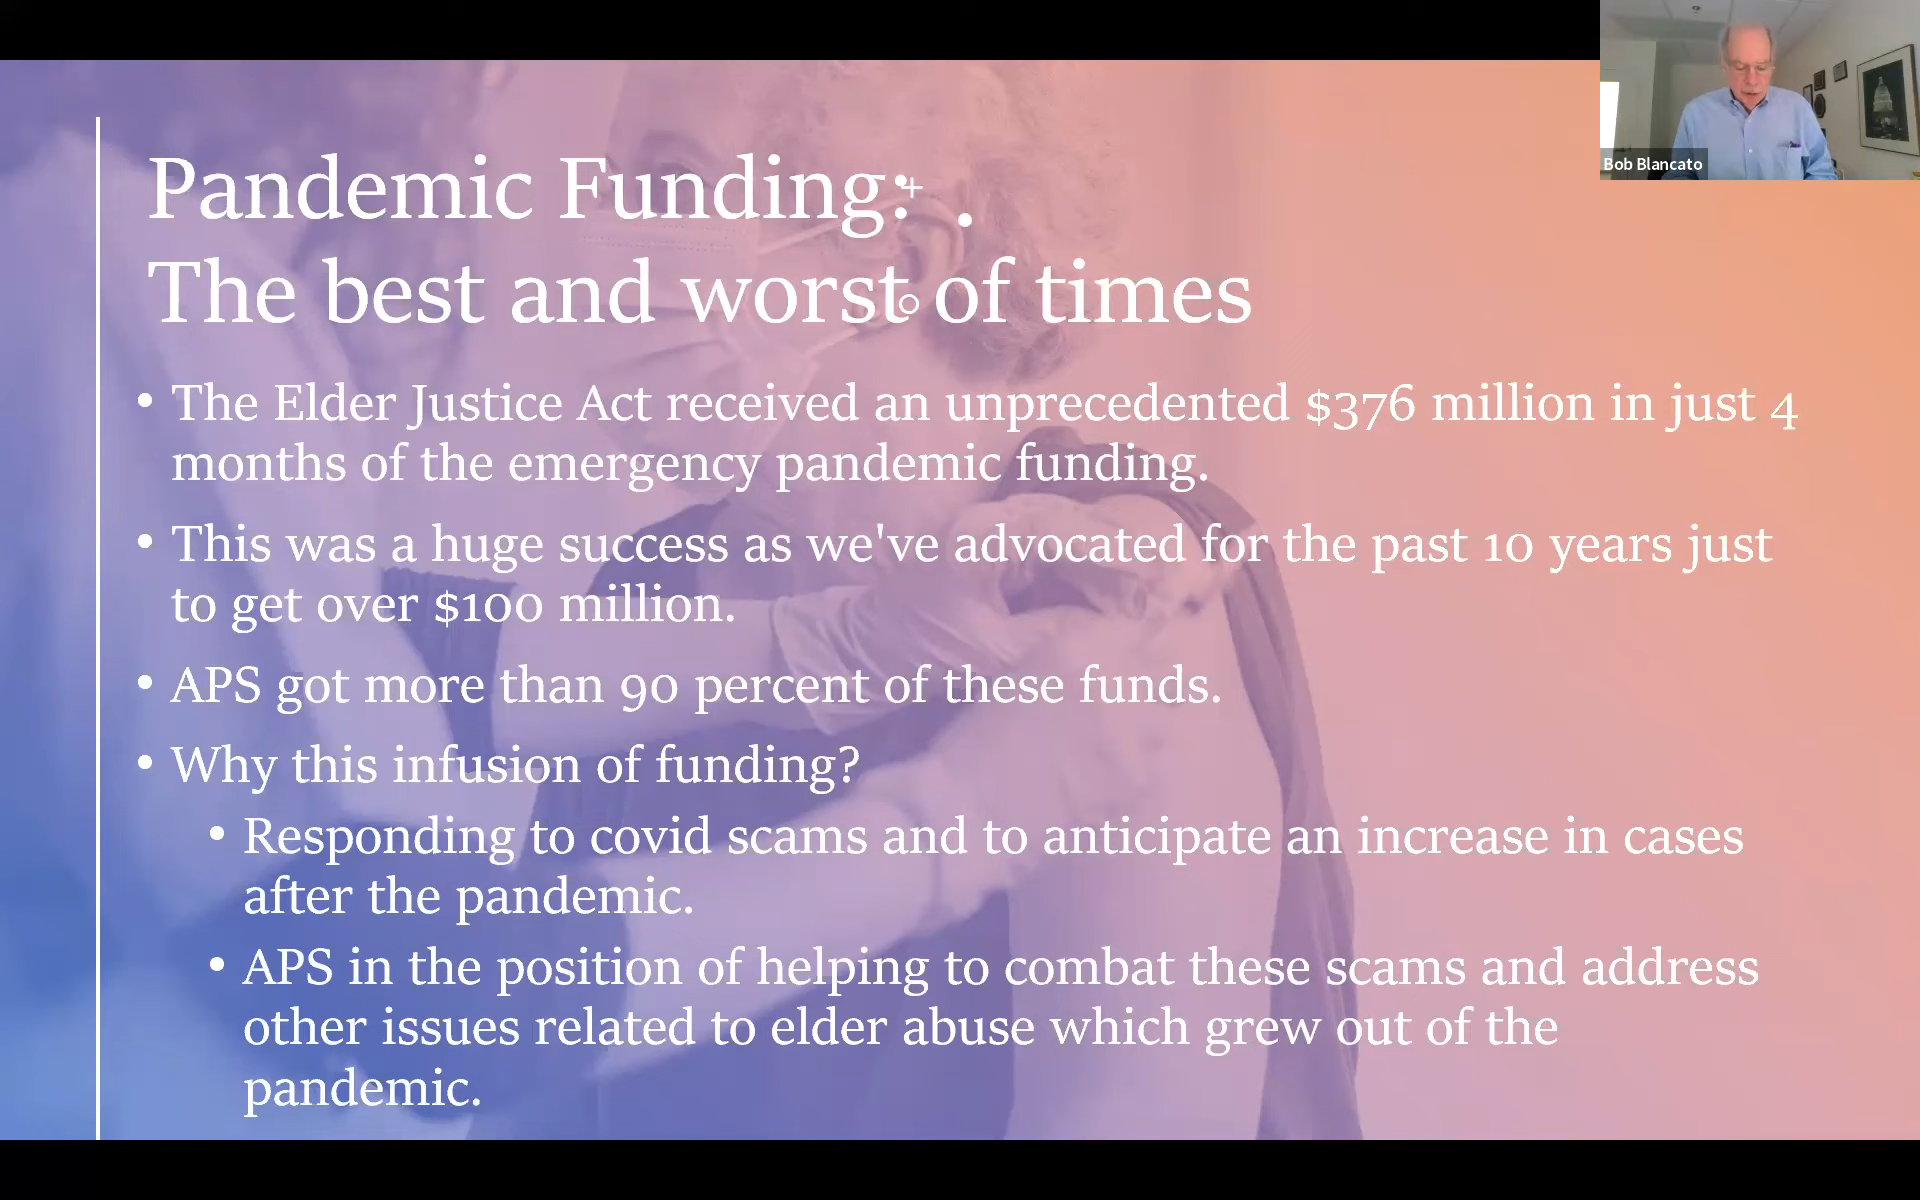 Bob Blancato
Pandemic Funding: .
The best and worst of times
• The Elder Justice Act received an unprecedented $376 million in just 4
months of the emergency pandemic funding.
• This was a huge success as we've advocated for the past 10 years just
to get over $100 million.
• APS got more than 90 percent of these funds.
• Why this infusion of funding?
• Responding to covid scams and to anticipate an increase in cases
after the pandemic.
• APS in the position of helping to combat these scams and address
other issues related to elder abuse which grew out of the
pandemic.